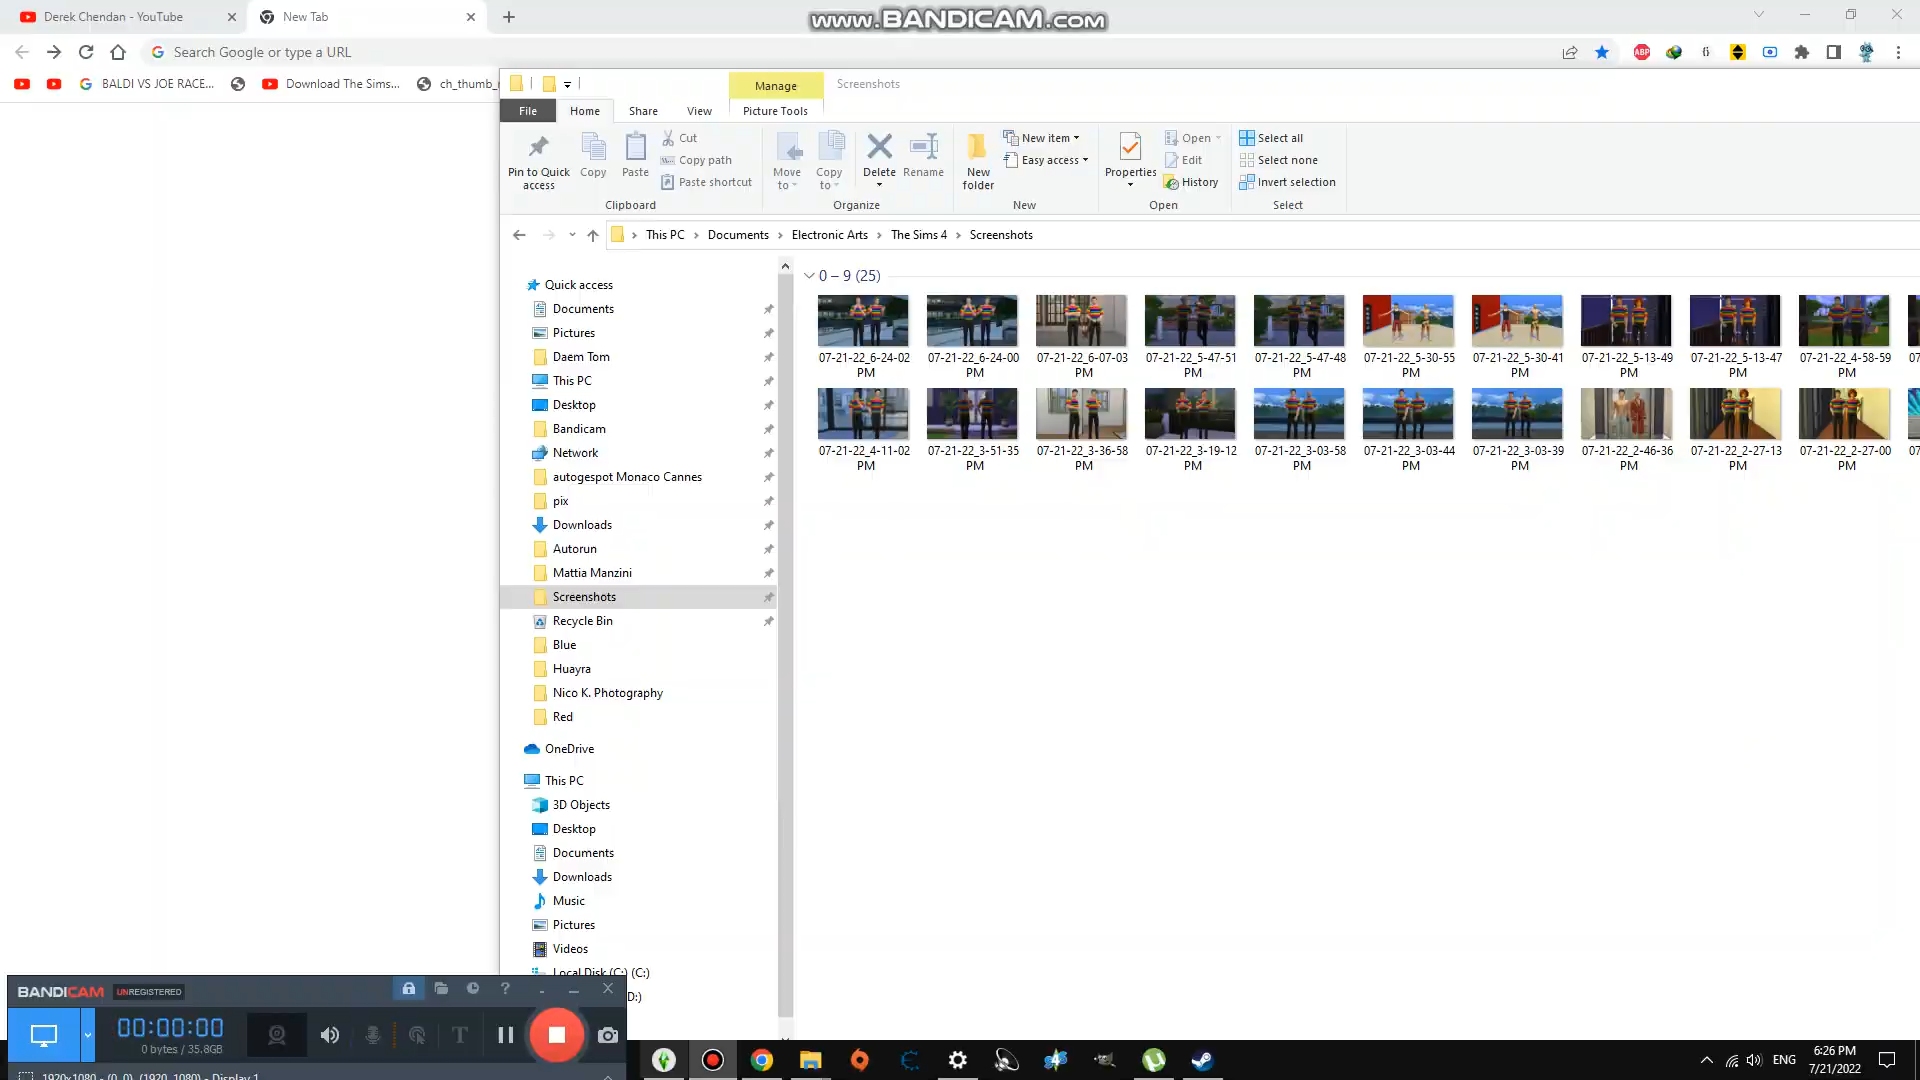 Derek Chendan - YouTube
New Tab
www.BANDICAM.COM
Search Google or type a URL
ABP
BALDI VS JOE RACE...
Download The Sims...
ch_thumb_
Manage
Screenshots
File
Home
Share
View
Picture Tools
Pin to Quick access
Copy
Paste
Cut
Copy path
Paste shortcut
Clipboard
Move to
Copy to
Delete
Rename
Organize
New folder
New item
Easy access
New
Properties
Open
Edit
History
Open
Select all
Select none
Invert selection
Select
This PC
Documents
Electronic Arts
The Sims 4
Screenshots
Quick access
Documents
Pictures
Daem Tom
This PC
Desktop
Bandicam
Network
autogespot Monaco Cannes
pix
Downloads
Autorun
Mattia Manzini
Screenshots
Recycle Bin
Blue
Huayra
Nico K. Photography
Red
OneDrive
This PC
3D Objects
Desktop
Documents
Downloads
Music
Pictures
Videos
Local Disk (C:) (C:)
D:)
0 – 9 (25)
07-21-22_6-24-02 PM
07-21-22_6-24-00 PM
07-21-22_6-07-03 PM
07-21-22_5-47-51 PM
07-21-22_5-47-48 PM
07-21-22_5-30-55 PM
07-21-22_5-30-41 PM
07-21-22_5-13-49 PM
07-21-22_5-13-47 PM
07-21-22_4-58-59 PM
07
07-21-22_4-11-02 PM
07-21-22_3-51-35 PM
07-21-22_3-36-58 PM
07-21-22_3-19-12 PM
07-21-22_3-03-58 PM
07-21-22_3-03-44 PM
07-21-22_3-03-39 PM
07-21-22_2-46-36 PM
07-21-22_2-27-13 PM
07-21-22_2-27-00 PM
07
BANDICAM
UNREGISTERED
00:00:00
0 bytes / 35.8GB
1920x1080 - (0, 0), (1920, 1080) - Display 1
ENG
6:26 PM
7/21/2022